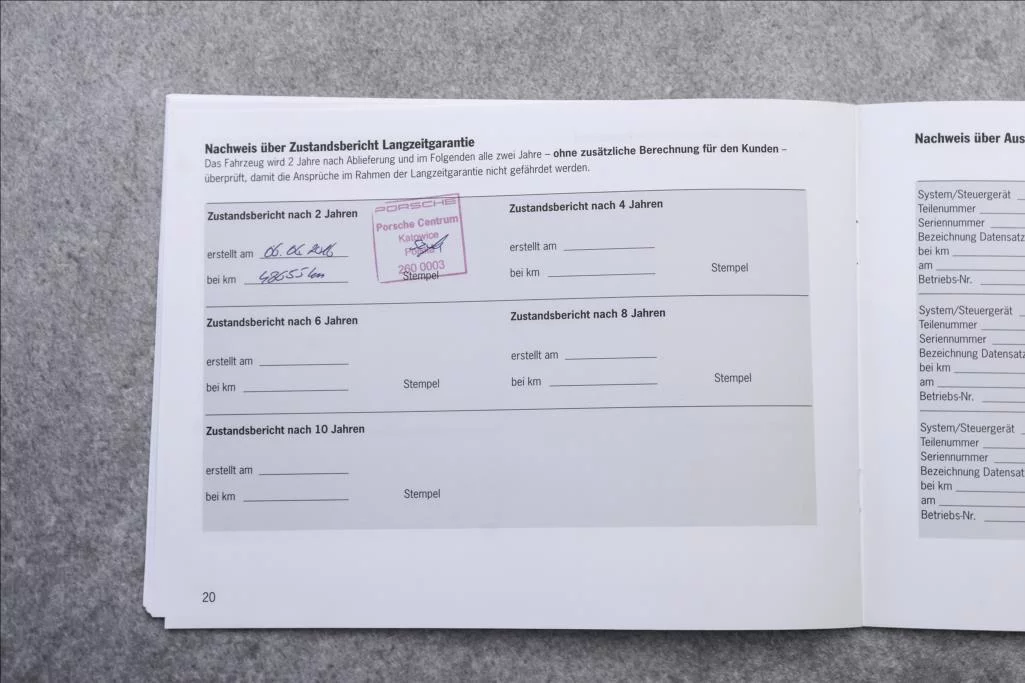 Nachweis über Zustandsbericht Langzeitgarantie
Das Fahrzeug wird 2 Jahre nach Ablieferung und im Folgenden alle zwei Jahre – ohne zusätzliche Berechnung für den Kunden –
überprüft, damit die Ansprüche im Rahmen der Langzeitgarantie nicht gefährdet werden.
Zustandsbericht nach 2 Jahren
erstellt am 06.06.2016
bei km 48655 km
PORSCHE
Porsche Centrum
Katowice
260 0003
Stempel
Zustandsbericht nach 4 Jahren
erstellt am
bei km
Stempel
Zustandsbericht nach 6 Jahren
erstellt am
bei km
Stempel
Zustandsbericht nach 8 Jahren
erstellt am
bei km
Stempel
Zustandsbericht nach 10 Jahren
erstellt am
bei km
Stempel
20
Nachweis über Aus
System/Steuergerät
Teilenummer
Seriennummer
Bezeichnung Datensatz
bei km
am
Betriebs-Nr.
System/Steuergerät
Teilenummer
Seriennummer
Bezeichnung Datensatz
bei km
am
Betriebs-Nr.
System/Steuergerät
Teilenummer
Seriennummer
Bezeichnung Datensat
bei km
am
Betriebs-Nr.